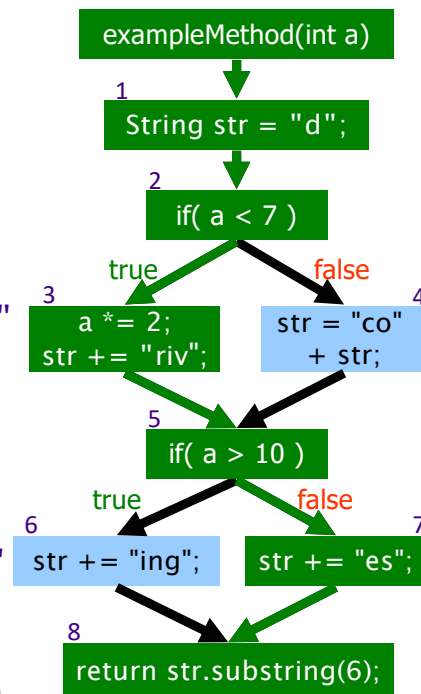 exampleMethod(int a)
1
String str = "d";
2
if( a < 7 )
true false
3 4
"
a *= 2;
str += "riv";
str = "co"
+ str;
5
if( a > 10 )
true false
6 7
"
str += "ing"; str += "es";
8
return str.substring(6);